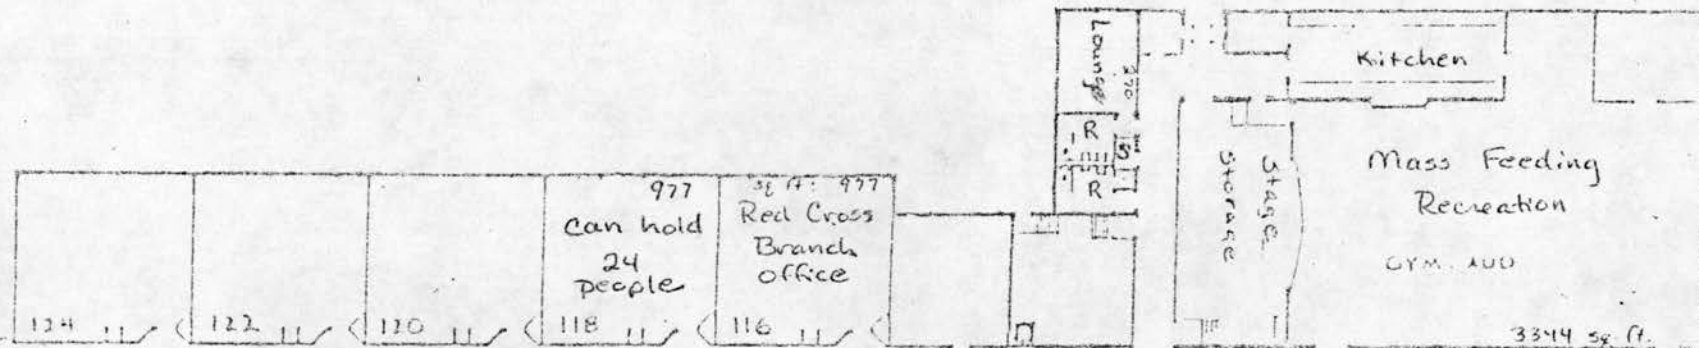 124
122
120
977
Can hold
24
people
118
sq ft: 977
Red Cross
Branch
office
116
Lounge
270
R
R
Storage
Stage
Kitchen
Mass Feeding
Recreation
GYM. AUD
3344 sq. ft.